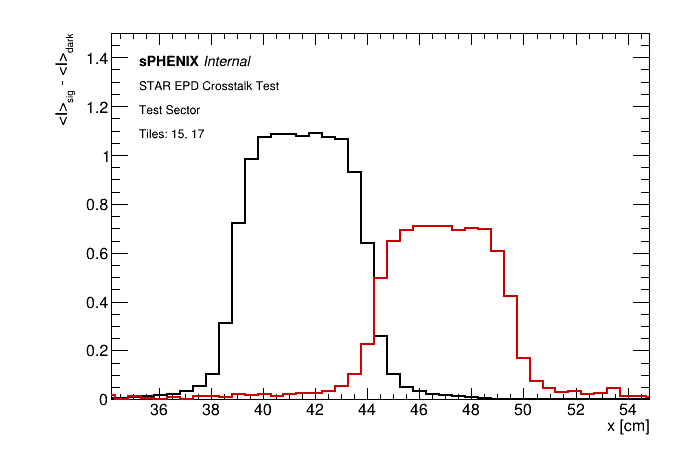 <I>sig - <I>dark
sPHENIX Internal
STAR EPD Crosstalk Test
Test Sector
Tiles: 15, 17
1.4
1.2
1
0.8
0.6
0.4
0.2
0
36 38 40 42 44 46 48 50 52 54
x [cm]